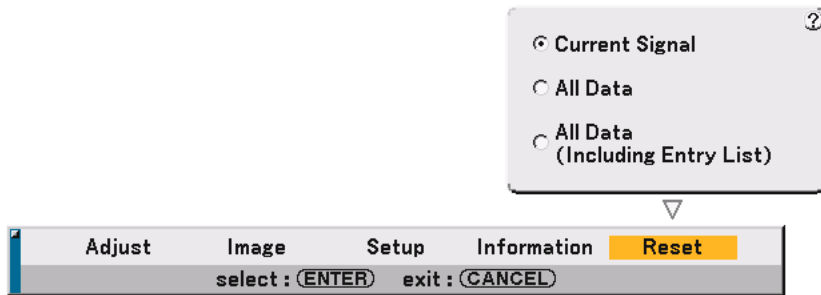 ?
Current Signal
All Data
All Data
(Including Entry List)
Adjust Image Setup Information Reset
select : ENTER exit : CANCEL